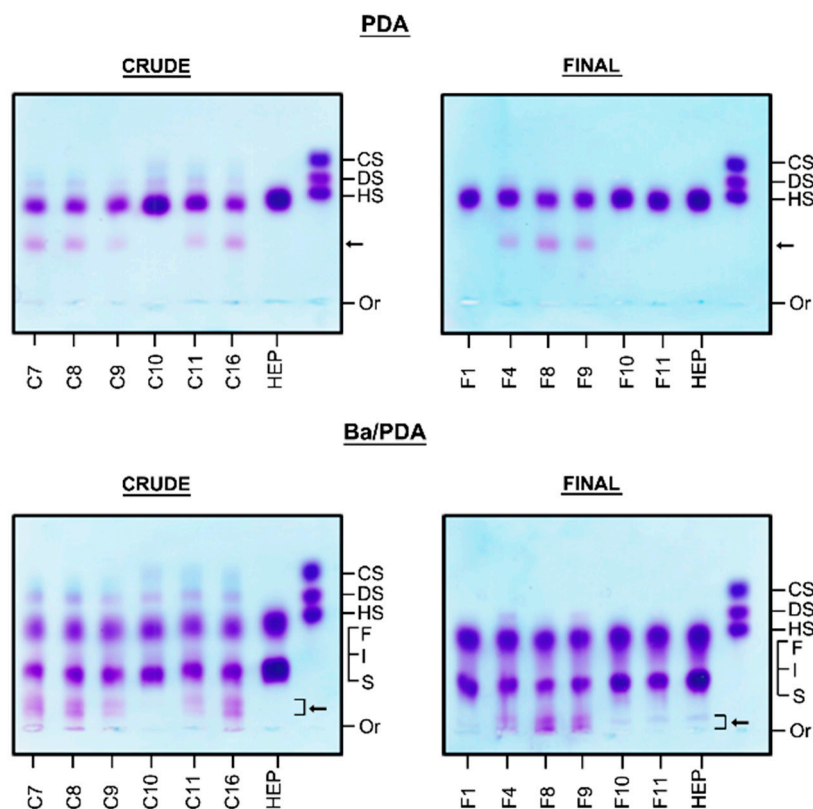 PDA
CRUDE
FINAL
CS
DS
HS
Or
CS
DS
HS
Or
C7 C8 C9 C10 C11 C16 HEP
F1 F4 F8 F9 F10 F11 HEP
Ba/PDA
CRUDE
FINAL
CS
DS
HS
F
I
S
Or
CS
DS
HS
F
I
S
Or
C7 C8 C9 C10 C11 C16 HEP
F1 F4 F8 F9 F10 F11 HEP